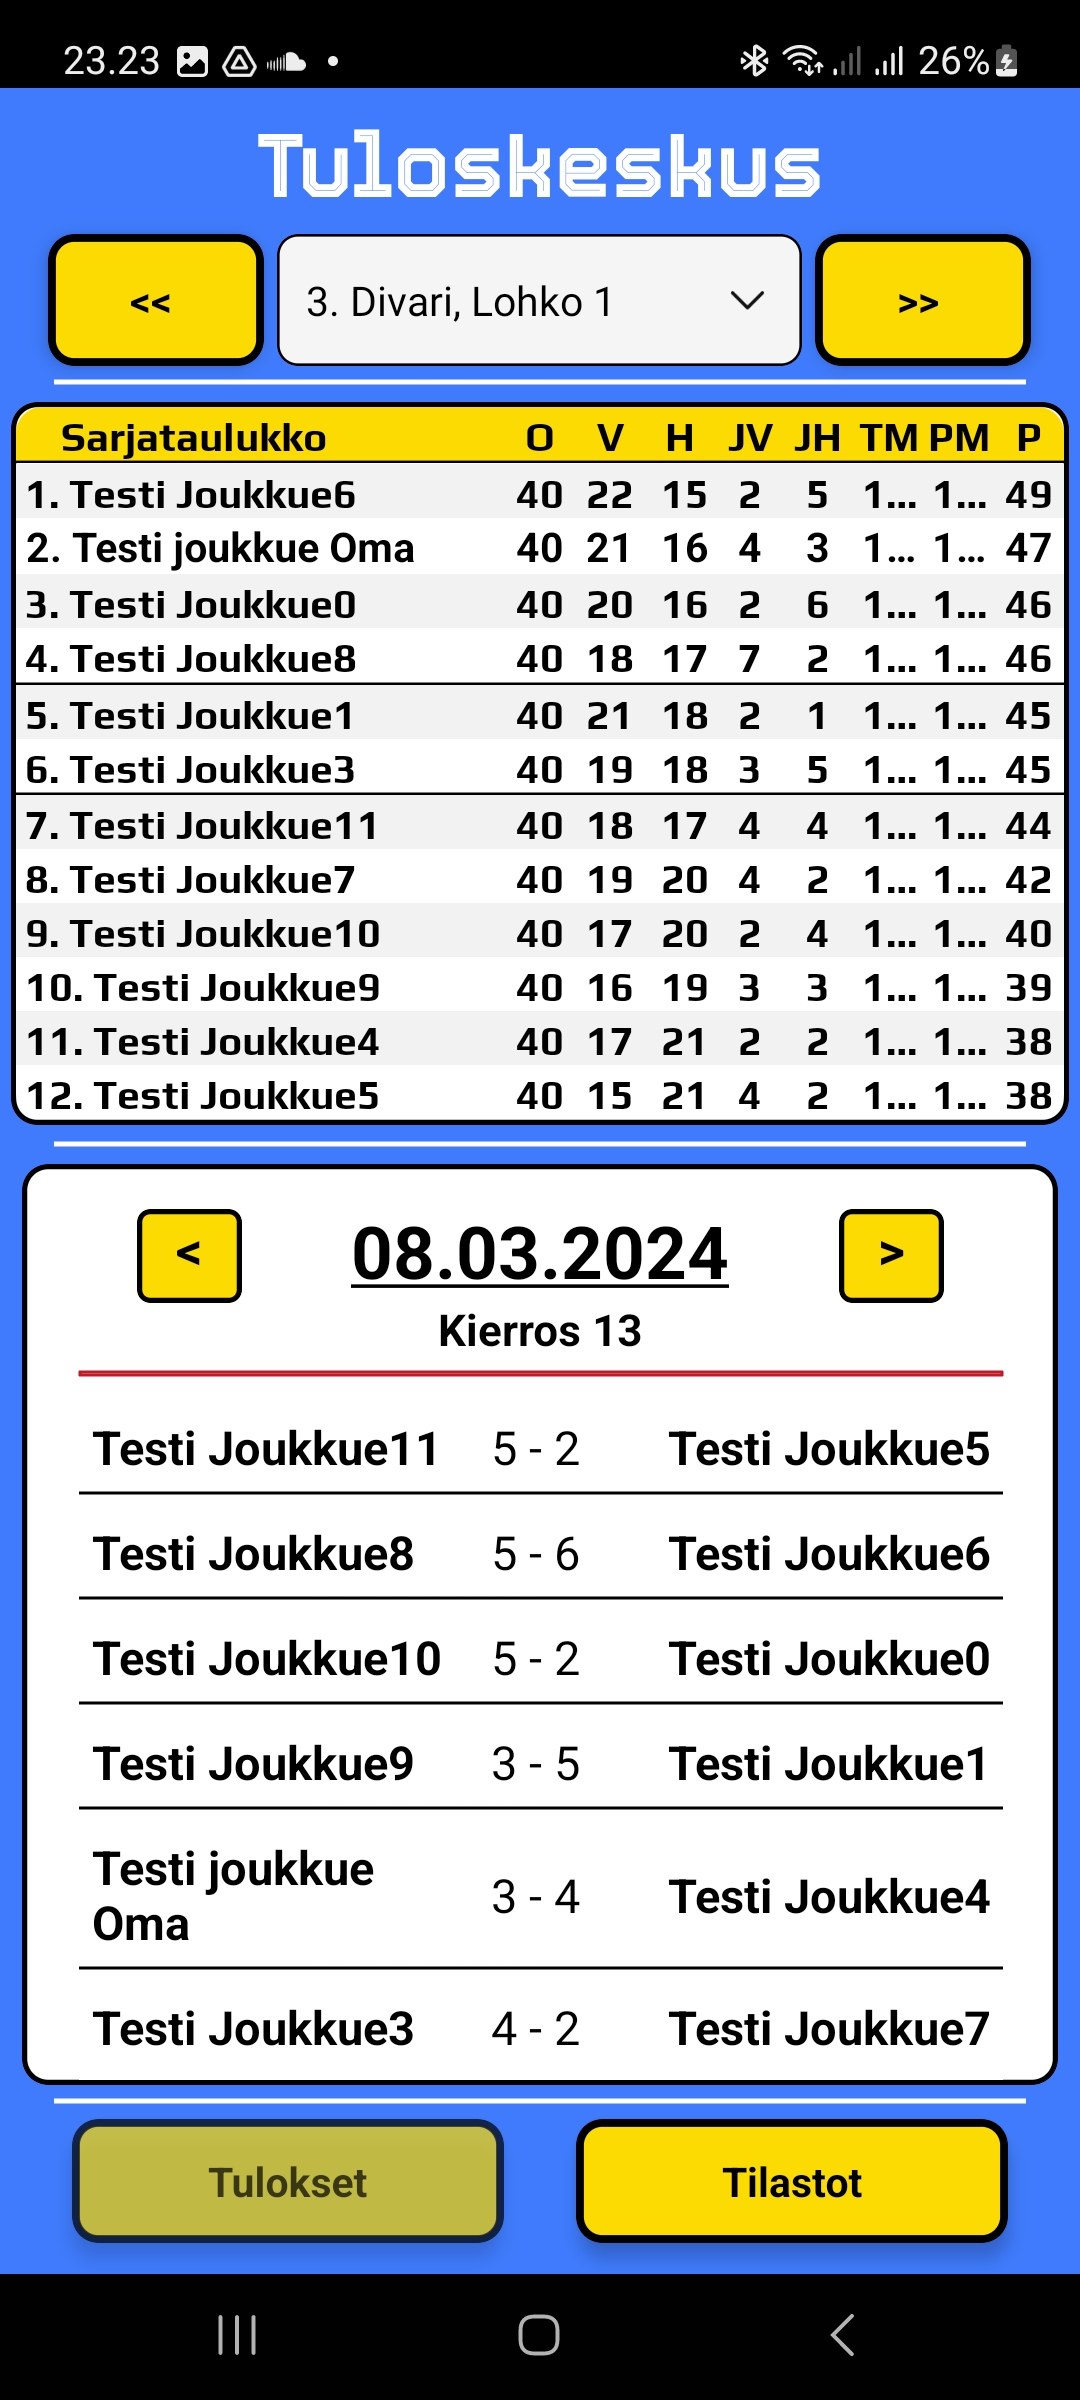 23.23 26%
Tuloskeskus
<< 3. Divari, Lohko 1 >>
Sarjataulukko O V H JV JH TM PM P
1. Testi Joukkue6 40 22 15 2 5 1... 1... 49
2. Testi joukkue Oma 40 21 16 4 3 1... 1... 47
3. Testi Joukkue0 40 20 16 2 6 1... 1... 46
4. Testi Joukkue8 40 18 17 7 2 1... 1... 46
5. Testi Joukkue1 40 21 18 2 1 1... 1... 45
6. Testi Joukkue3 40 19 18 3 5 1... 1... 45
7. Testi Joukkue11 40 18 17 4 4 1... 1... 44
8. Testi Joukkue7 40 19 20 4 2 1... 1... 42
9. Testi Joukkue10 40 17 20 2 4 1... 1... 40
10. Testi Joukkue9 40 16 19 3 3 1... 1... 39
11. Testi Joukkue4 40 17 21 2 2 1... 1... 38
12. Testi Joukkue5 40 15 21 4 2 1... 1... 38
< 08.03.2024 >
Kierros 13
Testi Joukkue11 5 - 2 Testi Joukkue5
Testi Joukkue8 5 - 6 Testi Joukkue6
Testi Joukkue10 5 - 2 Testi Joukkue0
Testi Joukkue9 3 - 5 Testi Joukkue1
Testi joukkue
Oma 3 - 4 Testi Joukkue4
Testi Joukkue3 4 - 2 Testi Joukkue7
Tulokset Tilastot